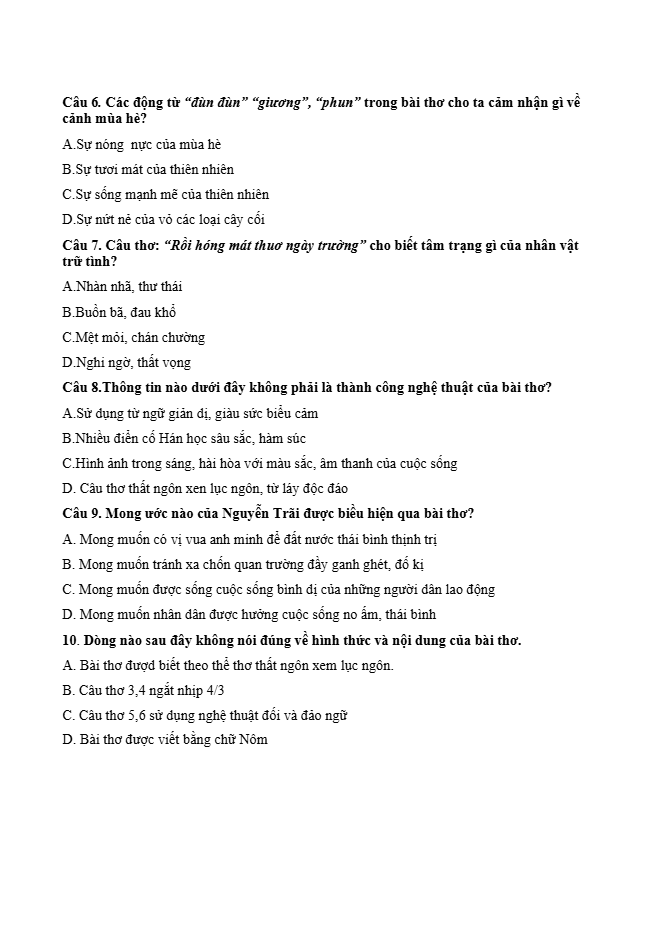 Câu 6. Các động từ “đùn đùn” “giương”, “phun” trong bài thơ cho ta cảm nhận gì về
cảnh mùa hè?
A.Sự nóng nực của mùa hè
B.Sự tươi mát của thiên nhiên
C.Sự sống mạnh mẽ của thiên nhiên
D.Sự nứt nẻ của vỏ các loại cây cối
Câu 7. Câu thơ: “Rồi hóng mát thuơ ngày trường” cho biết tâm trạng gì của nhân vật
trữ tình?
A.Nhàn nhã, thư thái
B.Buồn bã, đau khổ
C.Mệt mỏi, chán chường
D.Nghi ngờ, thất vọng
Câu 8.Thông tin nào dưới đây không phải là thành công nghệ thuật của bài thơ?
A.Sử dụng từ ngữ giản dị, giàu sức biểu cảm
B.Nhiều điển cố Hán học sâu sắc, hàm súc
C.Hình ảnh trong sáng, hài hòa với màu sắc, âm thanh của cuộc sống
D. Câu thơ thất ngôn xen lục ngôn, từ láy độc đáo
Câu 9. Mong ước nào của Nguyễn Trãi được biểu hiện qua bài thơ?
A. Mong muốn có vị vua anh minh để đất nước thái bình thịnh trị
B. Mong muốn tránh xa chốn quan trường đầy ganh ghét, đố kị
C. Mong muốn được sống cuộc sống bình dị của những người dân lao động
D. Mong muốn nhân dân được hưởng cuộc sống no ấm, thái bình
10. Dòng nào sau đây không nói đúng về hình thức và nội dung của bài thơ.
A. Bài thơ đượd biết theo thể thơ thất ngôn xem lục ngôn.
B. Câu thơ 3,4 ngắt nhịp 4/3
C. Câu thơ 5,6 sử dụng nghệ thuật đối và đảo ngữ
D. Bài thơ được viết bằng chữ Nôm